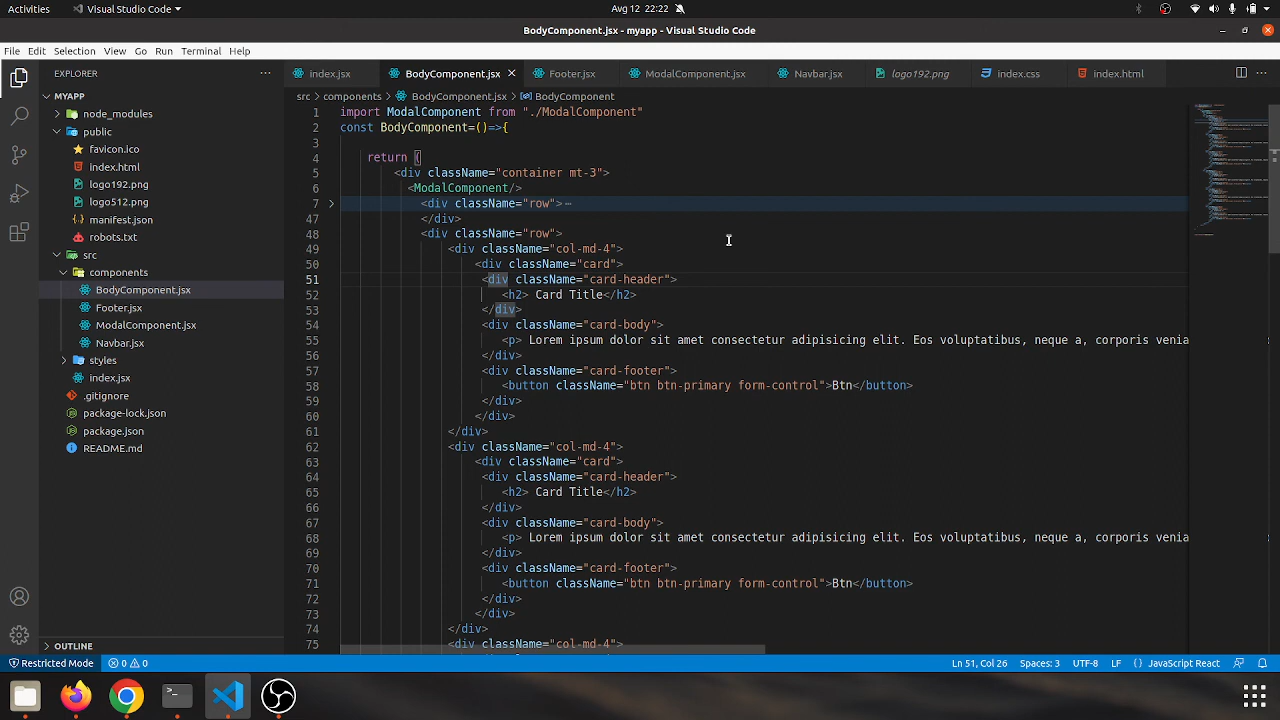 Activities Visual Studio Code Avg 12 22:22
BodyComponent.jsx - myapp - Visual Studio Code
File Edit Selection View Go Run Terminal Help
EXPLORER ··· index.jsx BodyComponent.jsx Footer.jsx ModalComponent.jsx Navbar.jsx logo192.png index.css index.html ···
MYAPP
node_modules
public
favicon.ico
index.html
logo192.png
logo512.png
manifest.json
robots.txt
src
components
BodyComponent.jsx
Footer.jsx
ModalComponent.jsx
Navbar.jsx
styles
index.jsx
.gitignore
package-lock.json
package.json
README.md
OUTLINE
src > components > BodyComponent.jsx > BodyComponent
1 import ModalComponent from "./ModalComponent"
2 const BodyComponent=()=>{
3
4 return (
5 <div className="container mt-3">
6 <ModalComponent/>
7 <div className="row">···
47 </div>
48 <div className="row">
49 <div className="col-md-4">
50 <div className="card">
51 <div className="card-header">
52 <h2> Card Title</h2>
53 </div>
54 <div className="card-body">
55 <p> Lorem ipsum dolor sit amet consectetur adipisicing elit. Eos voluptatibus, neque a, corporis venia
56 </div>
57 <div className="card-footer">
58 <button className="btn btn-primary form-control">Btn</button>
59 </div>
60 </div>
61 </div>
62 <div className="col-md-4">
63 <div className="card">
64 <div className="card-header">
65 <h2> Card Title</h2>
66 </div>
67 <div className="card-body">
68 <p> Lorem ipsum dolor sit amet consectetur adipisicing elit. Eos voluptatibus, neque a, corporis venia
69 </div>
70 <div className="card-footer">
71 <button className="btn btn-primary form-control">Btn</button>
72 </div>
73 </div>
74 </div>
75 <div className="col-md-4">
Restricted Mode 0 0 Ln 51, Col 26 Spaces: 3 UTF-8 LF {} JavaScript React